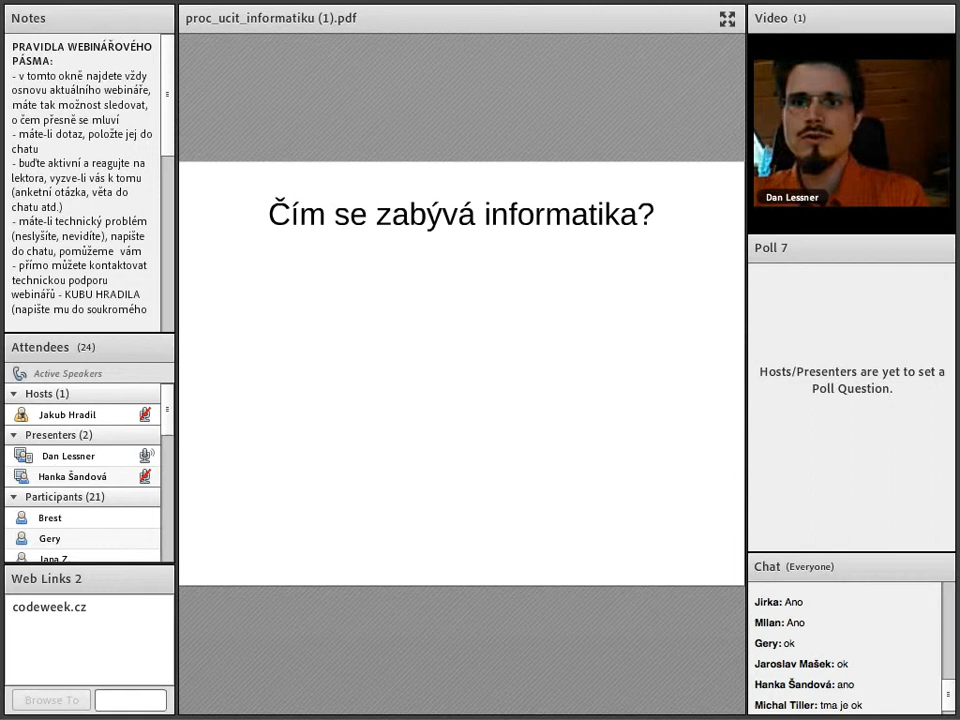 Notes
PRAVIDLA WEBINÁŘOVÉHO
PÁSMA:
- v tomto okně najdete vždy
osnovu aktuálního webináře,
máte tak možnost sledovat,
o čem přesně se mluví
- máte-li dotaz, položte jej do
chatu
- buďte aktivní a reagujte na
lektora, vyzve-li vás k tomu
(anketní otázka, věta do
chatu atd.)
- máte-li technický problém
(neslyšíte, nevidíte), napište
do chatu, pomůžeme vám
- přímo můžete kontaktovat
technickou podporu
webinářů - KUBU HRADILA
(napište mu do soukromého
Attendees (24)
Active Speakers
Hosts (1)
Jakub Hradil
Presenters (2)
Dan Lessner
Hanka Šandová
Participants (21)
Brest
Gery
Jana Z
Web Links 2
codeweek.cz
Browse To
proc_ucit_informatiku (1).pdf
Čím se zabývá informatika?
Video (1)
Dan Lessner
Poll 7
Hosts/Presenters are yet to set a
Poll Question.
Chat (Everyone)
Jirka: Ano
Milan: Ano
Gery: ok
Jaroslav Mašek: ok
Hanka Šandová: ano
Michal Tiller: tma je ok